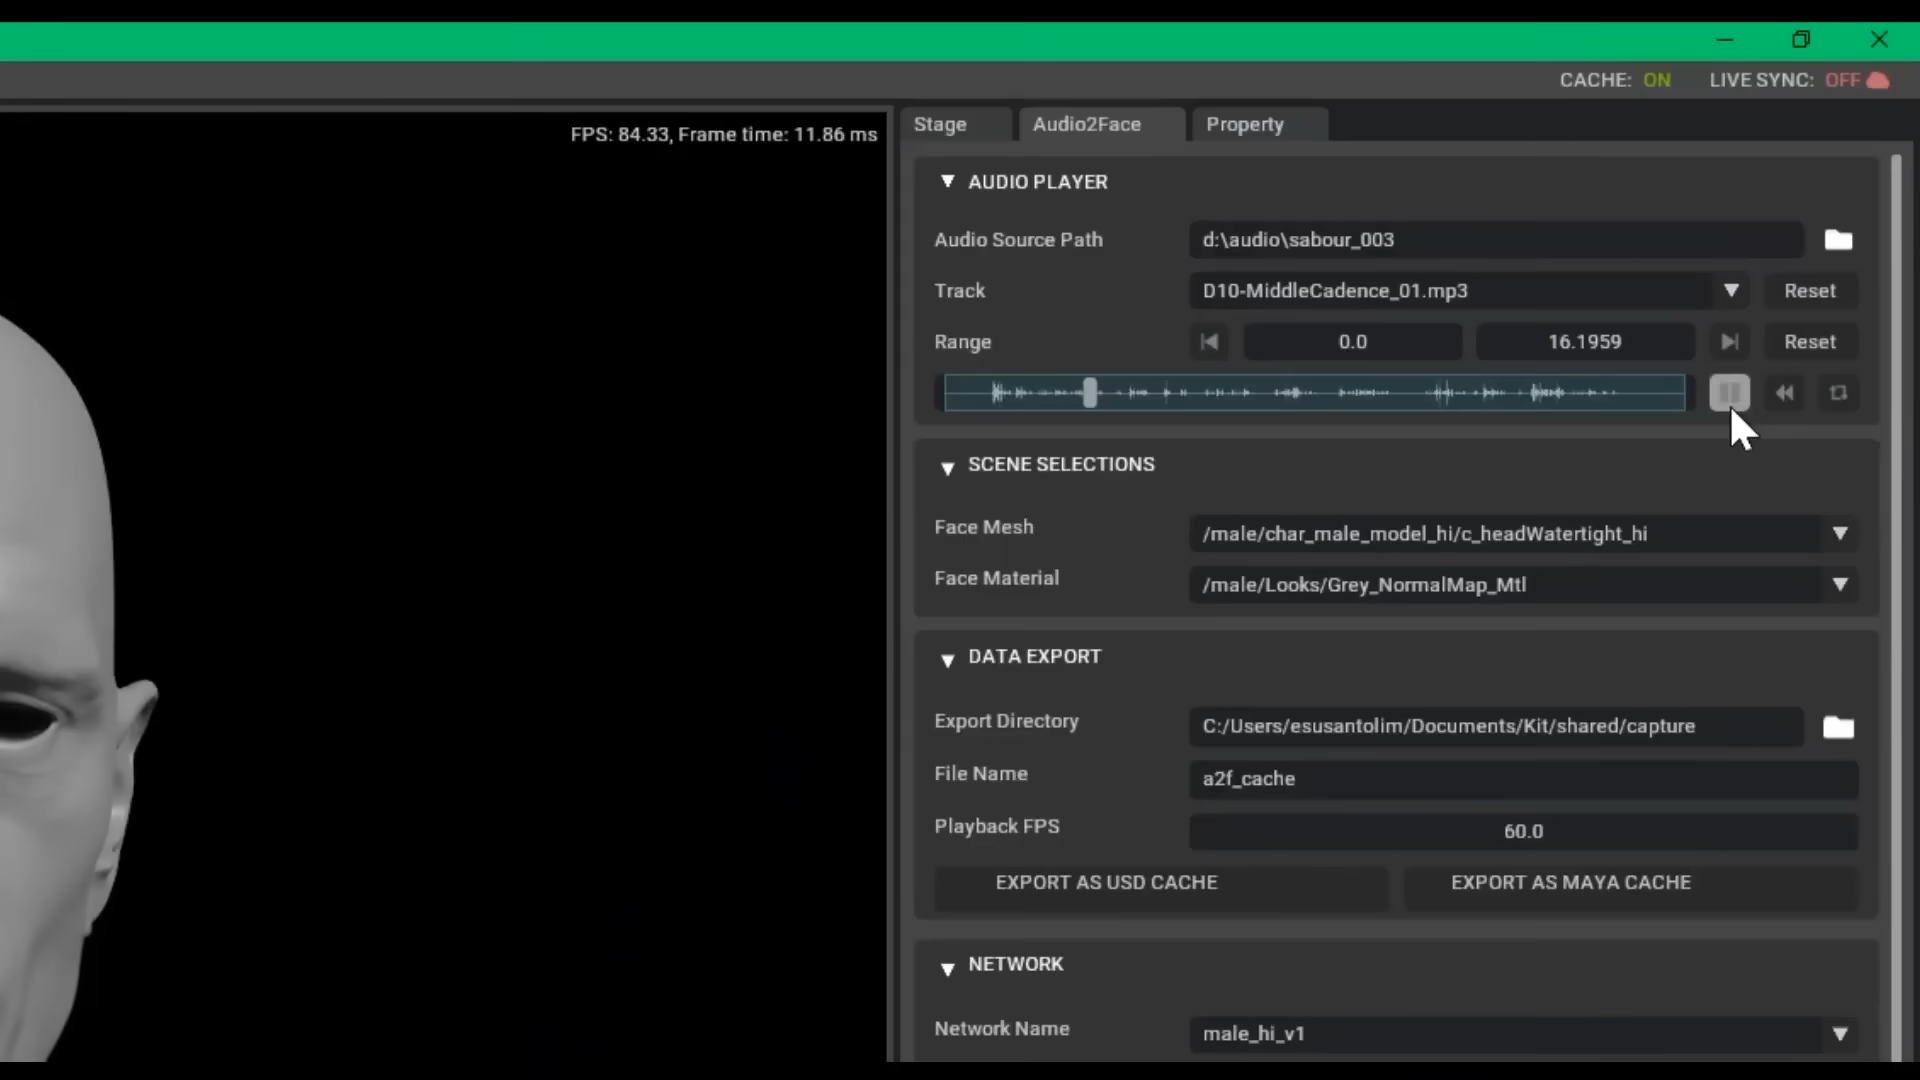 CACHE: ON LIVE SYNC: OFF
FPS: 84.33, Frame time: 11.86 ms
Stage Audio2Face Property
AUDIO PLAYER
Audio Source Path d:\audio\sabour_003
Track D10-MiddleCadence_01.mp3 Reset
Range 0.0 16.1959 Reset
SCENE SELECTIONS
Face Mesh /male/char_male_model_hi/c_headWatertight_hi
Face Material /male/Looks/Grey_NormalMap_Mtl
DATA EXPORT
Export Directory C:/Users/esusantolim/Documents/Kit/shared/capture
File Name a2f_cache
Playback FPS 60.0
EXPORT AS USD CACHE EXPORT AS MAYA CACHE
NETWORK
Network Name male_hi_v1